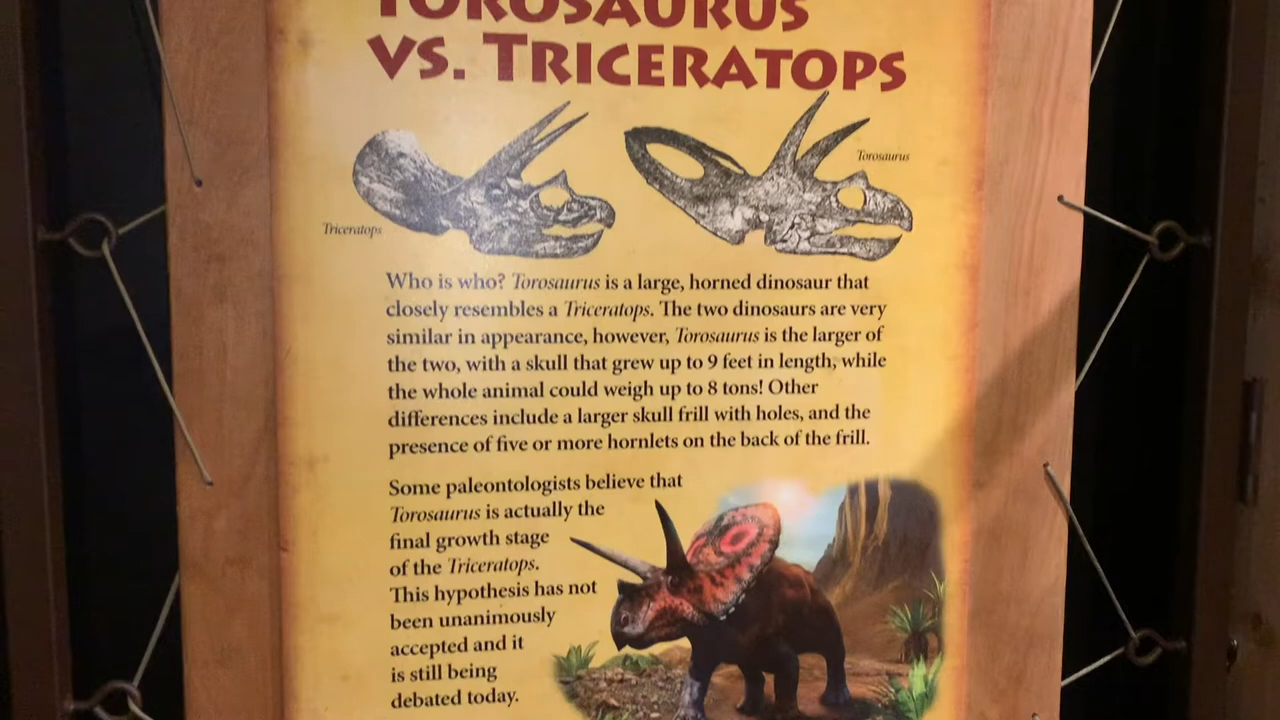 TOROSAURUS
VS. TRICERATOPS
Torosaurus
Triceratops
Who is who? Torosaurus is a large, horned dinosaur that
closely resembles a Triceratops. The two dinosaurs are very
similar in appearance, however, Torosaurus is the larger of
the two, with a skull that grew up to 9 feet in length, while
the whole animal could weigh up to 8 tons! Other
differences include a larger skull frill with holes, and the
presence of five or more hornlets on the back of the frill.
Some paleontologists believe that
Torosaurus is actually the
final growth stage
of the Triceratops.
This hypothesis has not
been unanimously
accepted and it
is still being
debated today.